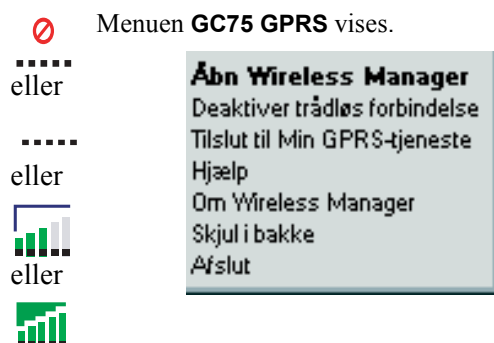 Menuen GC75 GPRS vises.
eller
eller
eller
Åbn Wireless Manager
Deaktiver trådløs forbindelse
Tilslut til Min GPRS-tjeneste
Hjælp
Om Wireless Manager
Skjul i bakke
Afslut